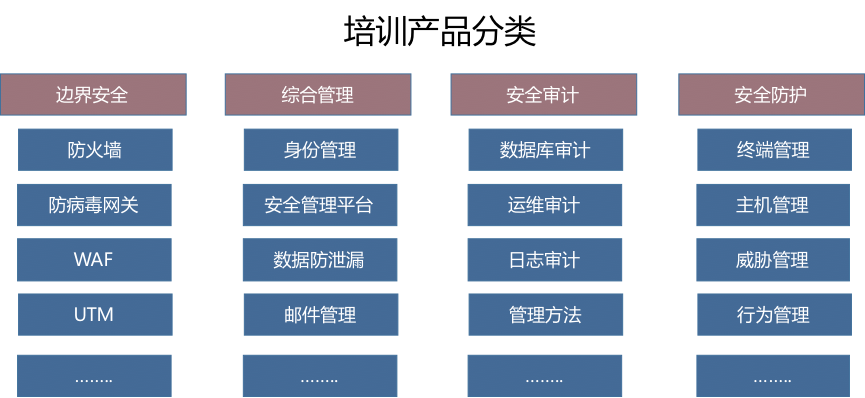 培训产品分类
边界安全
综合管理
安全审计
安全防护
防火墙
身份管理
数据库审计
终端管理
防病毒网关
安全管理平台
运维审计
主机管理
WAF
数据防泄漏
日志审计
威胁管理
UTM
邮件管理
管理方法
行为管理
……..
……..
……..
……..